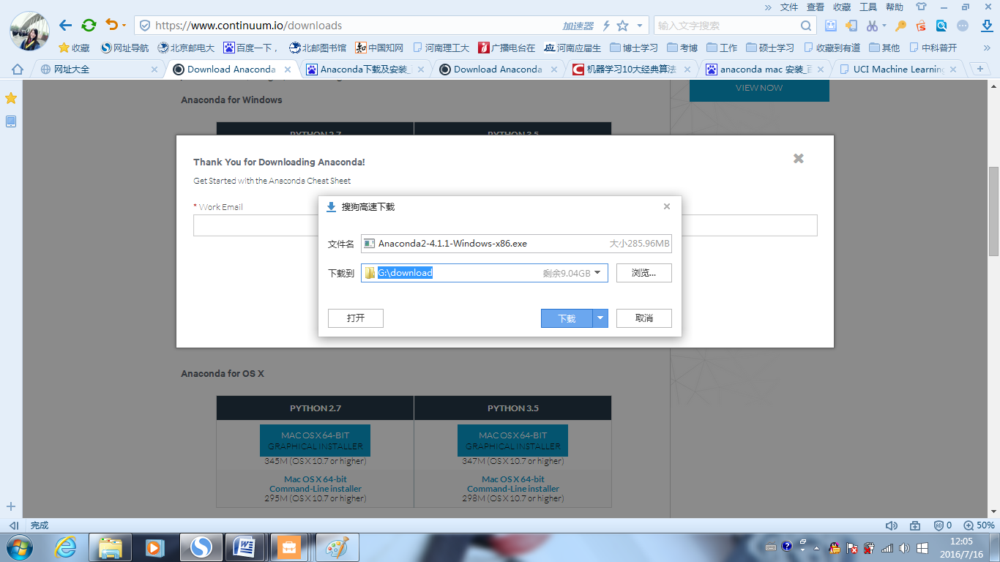 » 文件 查看 收藏 工具 帮助
https://www.continuum.io/downloads 加速器 输入文字搜索
收藏 网址导航 北京邮电大 百度一下， 北邮图书馆 中国知网 河南理工大 广播电台在 河南应届生 博士学习 考博 工作 硕士学习 收藏到有道 其他 中科普开 »
网址大全 Download Anaconda Anaconda下载及安装_ Download Anaconda 机器学习10大经典算法 anaconda mac 安装_ UCI Machine Learning
Anaconda for Windows
VIEW NOW
PYTHON 2.7 PYTHON 3.5
Thank You for Downloading Anaconda!
Get Started with the Anaconda Cheat Sheet
* Work Email
搜狗高速下载
文件名 Anaconda2-4.1.1-Windows-x86.exe 大小285.96MB
下载到 G:\download 剩余9.04GB 浏览...
打开 下载 取消
Anaconda for OS X
PYTHON 2.7 PYTHON 3.5
MAC OS X 64-BIT MAC OS X 64-BIT
GRAPHICAL INSTALLER GRAPHICAL INSTALLER
345M (OS X 10.7 or higher) 347M (OS X 10.7 or higher)
Mac OS X 64-bit Mac OS X 64-bit
Command-Line installer Command-Line installer
295M (OS X 10.7 or higher) 298M (OS X 10.7 or higher)
完成 0 50%
12:05
2016/7/16